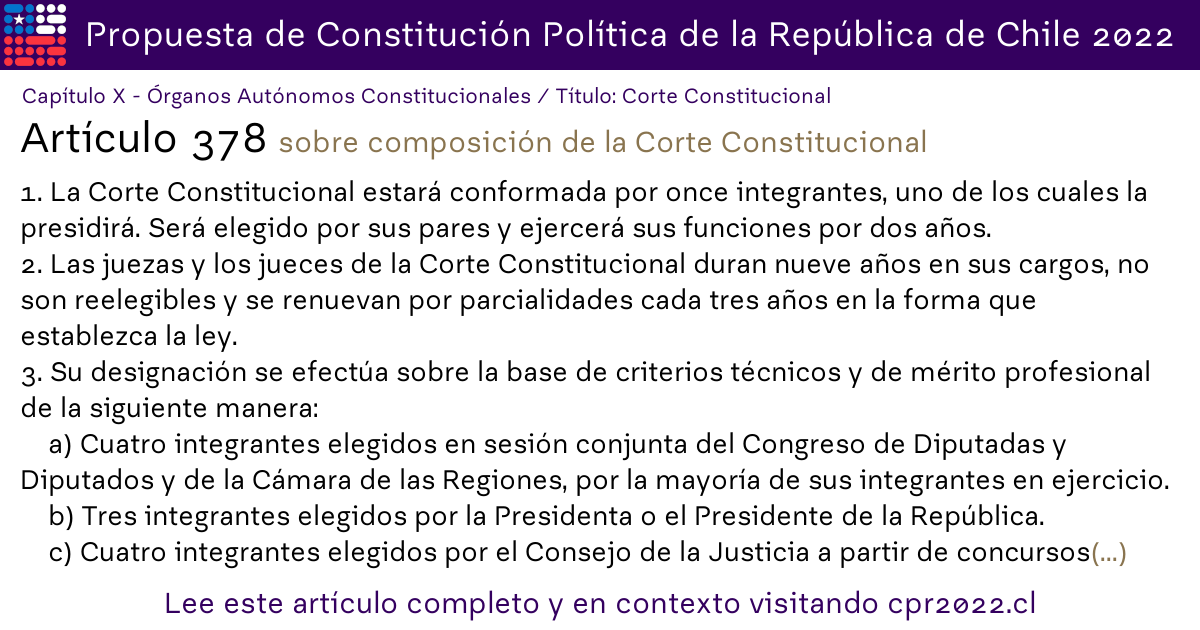 Propuesta de Constitución Política de la República de Chile 2022
Capítulo X - Órganos Autónomos Constitucionales / Título: Corte Constitucional
Artículo 378 sobre composición de la Corte Constitucional
1. La Corte Constitucional estará conformada por once integrantes, uno de los cuales la
presidirá. Será elegido por sus pares y ejercerá sus funciones por dos años.
2. Las juezas y los jueces de la Corte Constitucional duran nueve años en sus cargos, no
son reelegibles y se renuevan por parcialidades cada tres años en la forma que
establezca la ley.
3. Su designación se efectúa sobre la base de criterios técnicos y de mérito profesional
de la siguiente manera:
a) Cuatro integrantes elegidos en sesión conjunta del Congreso de Diputadas y
Diputados y de la Cámara de las Regiones, por la mayoría de sus integrantes en ejercicio.
b) Tres integrantes elegidos por la Presidenta o el Presidente de la República.
c) Cuatro integrantes elegidos por el Consejo de la Justicia a partir de concursos(...)
Lee este artículo completo y en contexto visitando cpr2022.cl